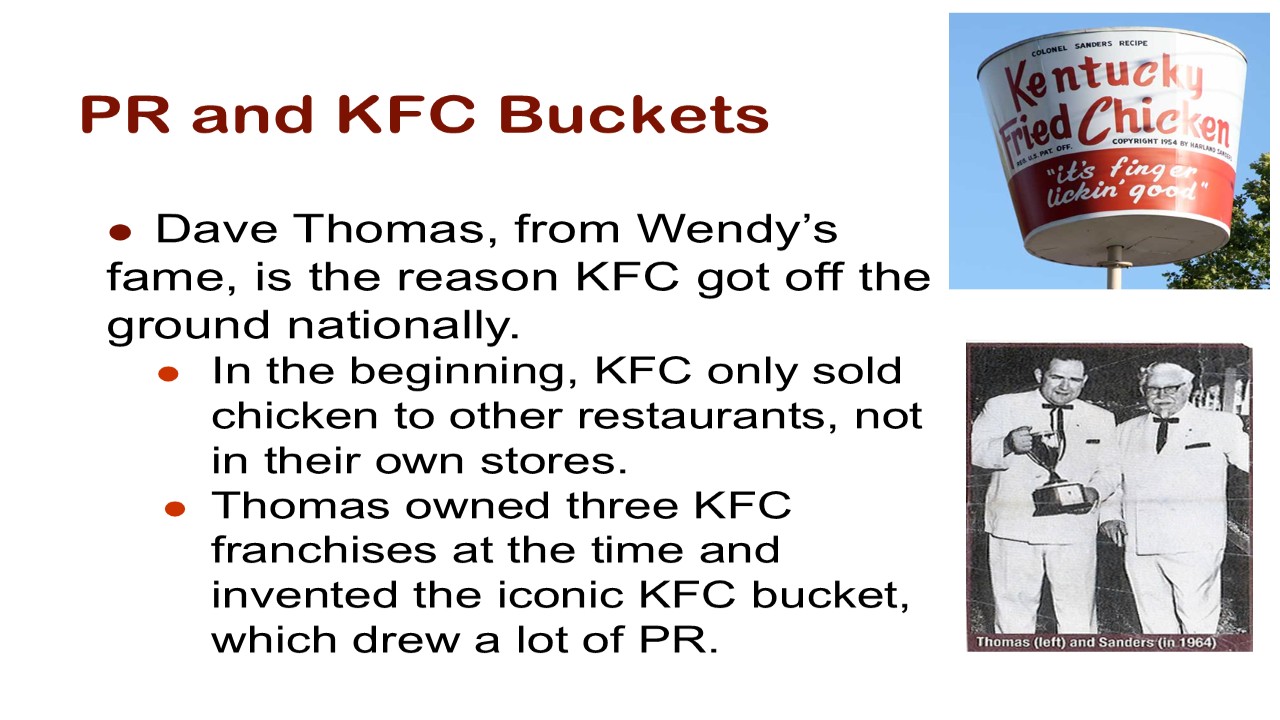 PR and KFC Buckets
• Dave Thomas, from Wendy’s
fame, is the reason KFC got off the
ground nationally.
• In the beginning, KFC only sold
chicken to other restaurants, not
in their own stores.
• Thomas owned three KFC
franchises at the time and
invented the iconic KFC bucket,
which drew a lot of PR.
COLONEL SANDERS RECIPE
Kentucky
Fried Chicken
REG. U.S. PAT. OFF. COPYRIGHT 1954 BY HARLAND SANDERS
"it's finger
lickin' good"
Thomas (left) and Sanders (in 1964)